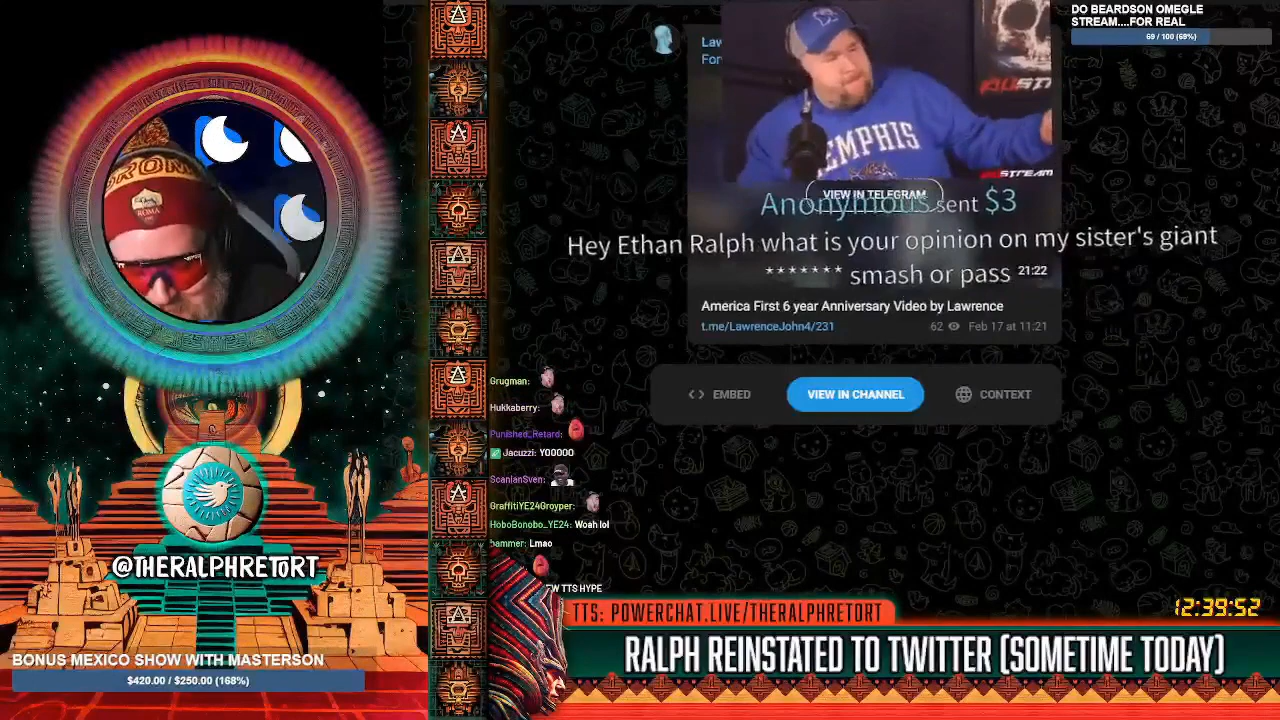 DO BEARDSON OMEGLE
STREAM....FOR REAL
69 / 100 (69%)
Law
For
MEMPHIS
VIEW IN TELEGRAM
Anonymous sent $3
Hey Ethan Ralph what is your opinion on my sister's giant
******* smash or pass 21:22
America First 6 year Anniversary Video by Lawrence
t.me/LawrenceJohn4/231
62 Feb 17 at 11:21
EMBED
VIEW IN CHANNEL
CONTEXT
ROMA
Grugman:
Hukkaberry:
Punished_Retard:
Jacuzzi: YOOOOO
ScanlanSven:
GraffitiYE24Groyper:
HoboBonobo_YE24: Woah lol
bammer: Lmao
EW TTS HYPE
@THERALPHRETORT
TTS: POWERCHAT.LIVE/THERALPHRETORT
12:39:52
RALPH REINSTATED TO TWITTER (SOMETIME TODAY)
BONUS MEXICO SHOW WITH MASTERSON
$420.00 / $250.00 (168%)